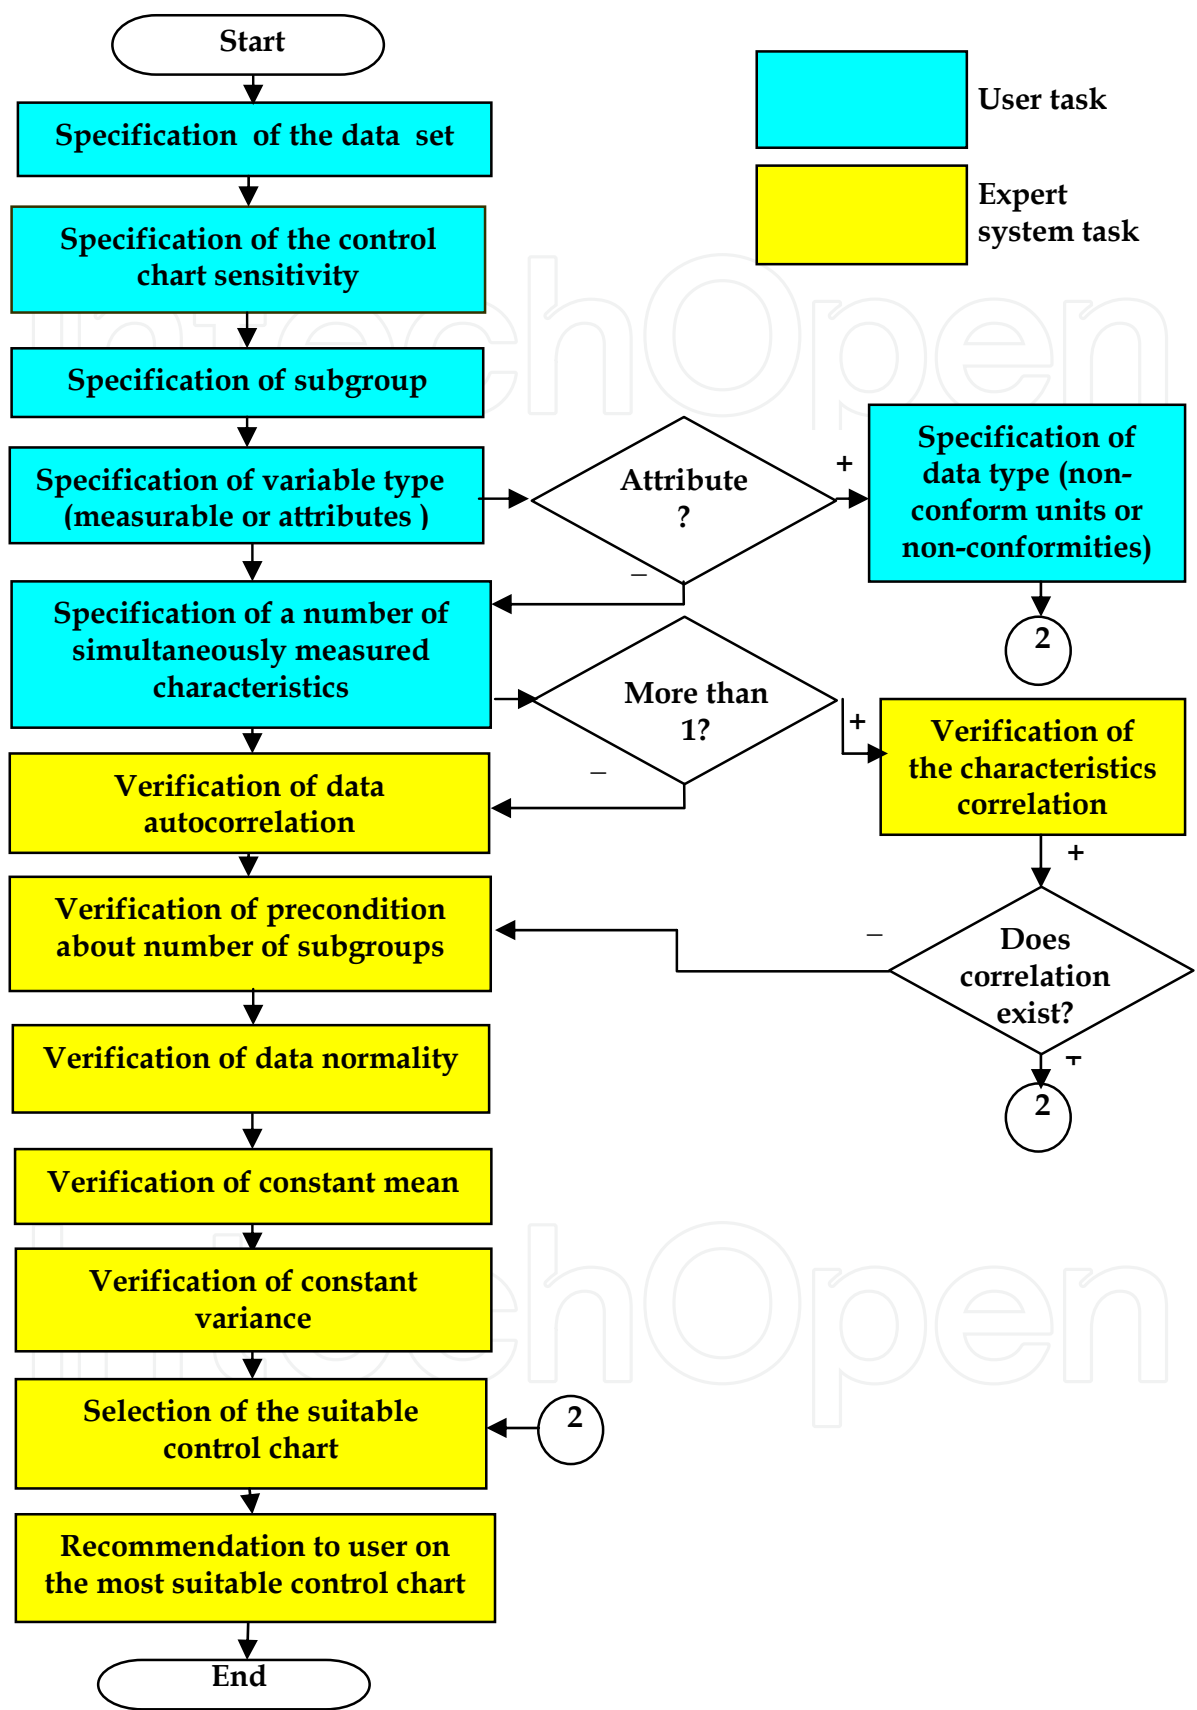 Start
User task
Specification of the data set
Expert
system task
Specification of the control
chart sensitivity
IntechOpen
Specification of subgroup
Specification of variable type
(measurable or attributes )
Attribute
?
+
–
Specification of
data type (non-
conform units or
non-conformities)
2
Specification of a number of
simultaneously measured
characteristics
More than
1?
+
–
Verification of
the characteristics
correlation
+
Verification of data
autocorrelation
Verification of precondition
about number of subgroups
–
Does
correlation
exist?
+
2
Verification of data normality
Verification of constant mean
Verification of constant
variance
IntechOpen
Selection of the suitable
control chart
2
Recommendation to user on
the most suitable control chart
End